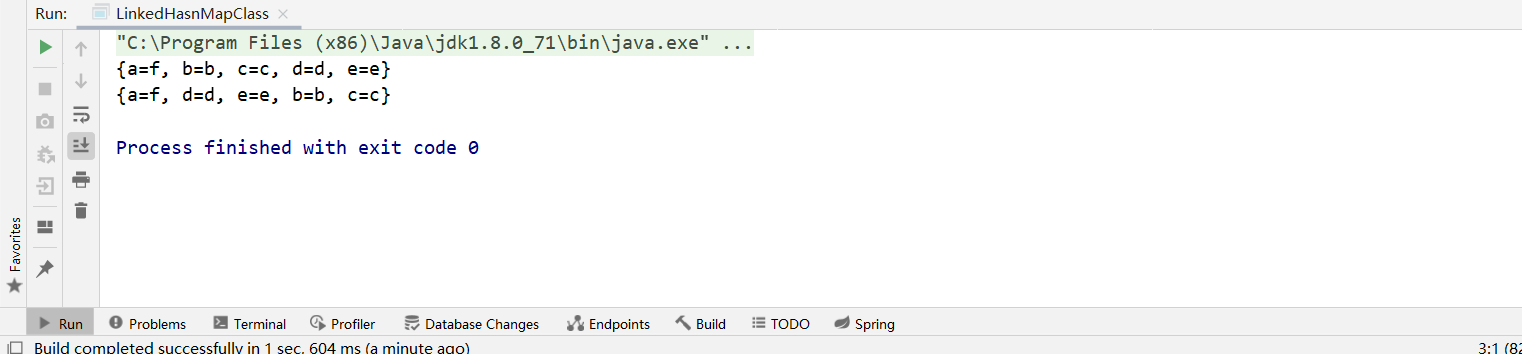 Run: LinkedHasnMapClass
"C:\Program Files (x86)\Java\jdk1.8.0_71\bin\java.exe" ...
{a=f, b=b, c=c, d=d, e=e}
{a=f, d=d, e=e, b=b, c=c}
Process finished with exit code 0
Favorites
Run Problems Terminal Profiler Database Changes Endpoints Build TODO Spring
Build completed successfully in 1 sec, 604 ms (a minute ago) 3:1 (82